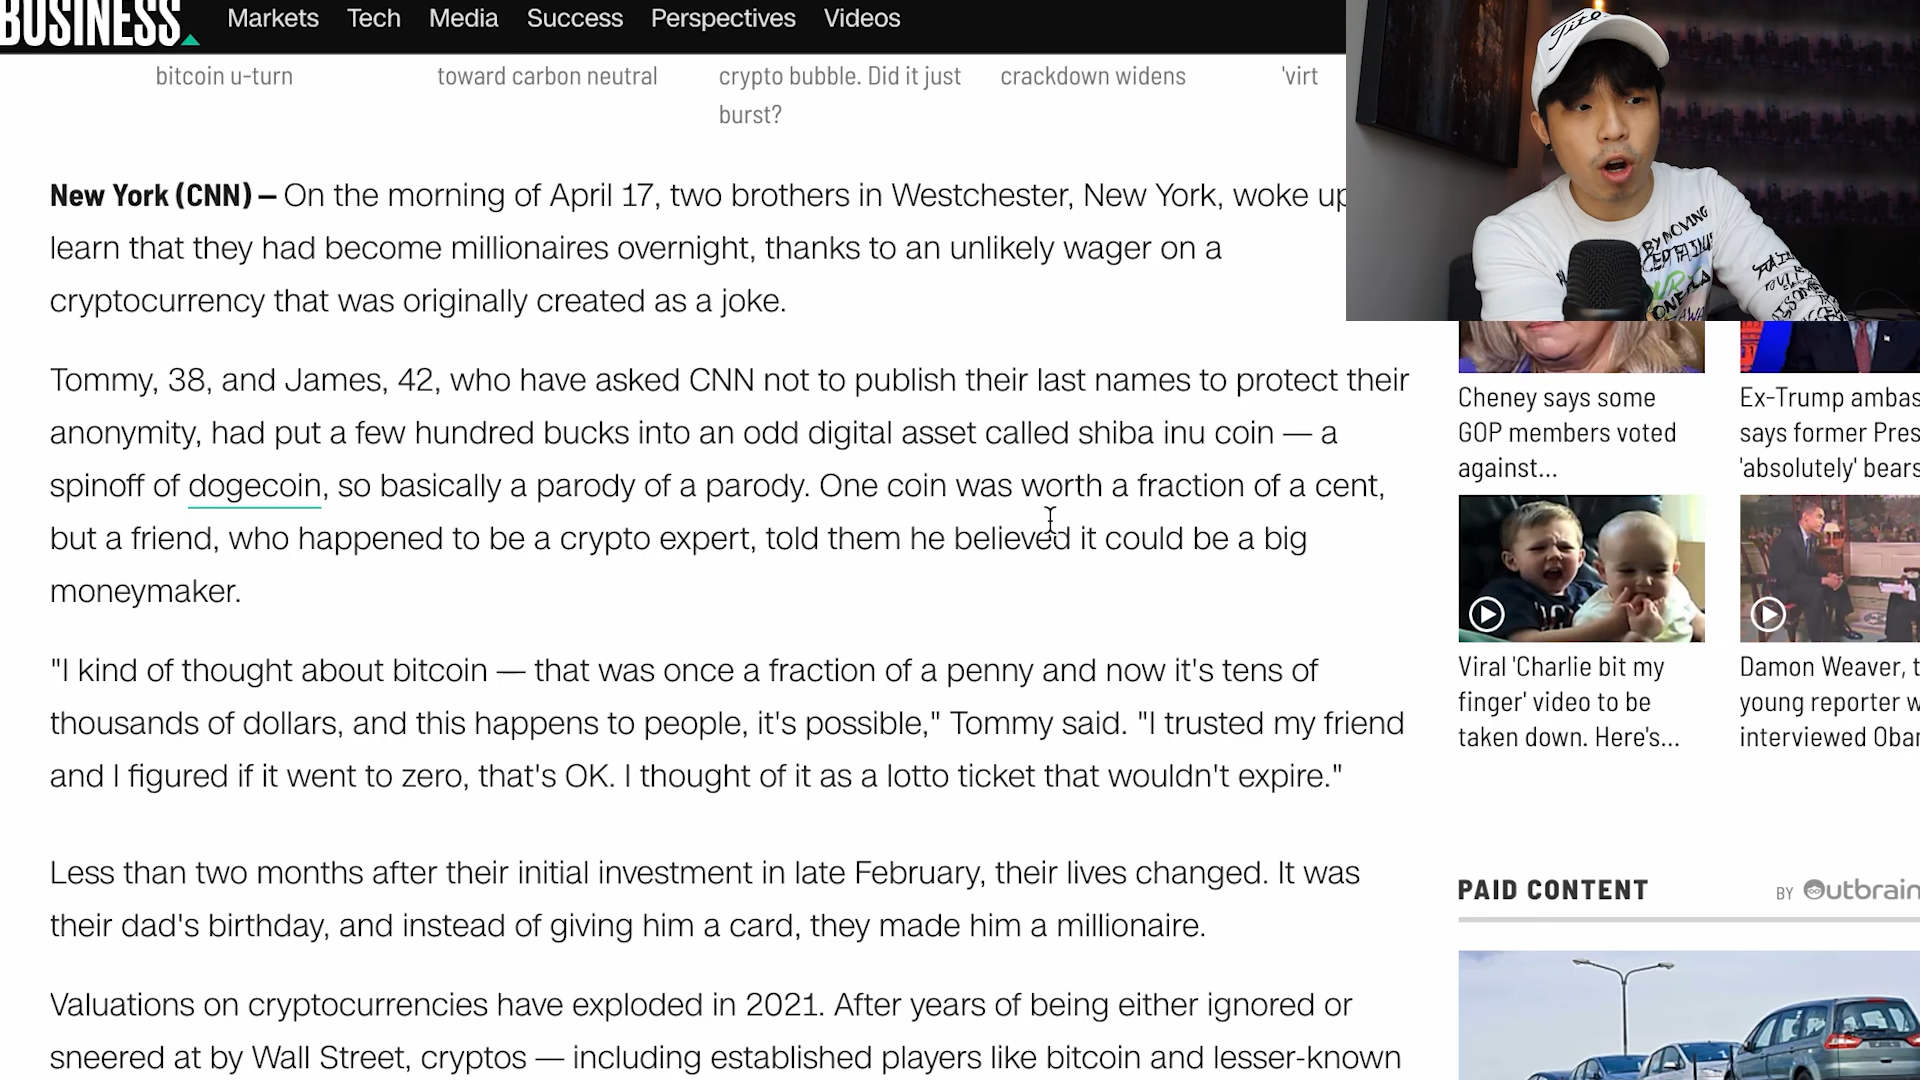 BUSINESS
Markets Tech Media Success Perspectives Videos
bitcoin u-turn
toward carbon neutral
crypto bubble. Did it just
burst?
crackdown widens
'virt
New York (CNN) — On the morning of April 17, two brothers in Westchester, New York, woke up
learn that they had become millionaires overnight, thanks to an unlikely wager on a
cryptocurrency that was originally created as a joke.
Tommy, 38, and James, 42, who have asked CNN not to publish their last names to protect their
anonymity, had put a few hundred bucks into an odd digital asset called shiba inu coin — a
spinoff of dogecoin, so basically a parody of a parody. One coin was worth a fraction of a cent,
but a friend, who happened to be a crypto expert, told them he believed it could be a big
moneymaker.
"I kind of thought about bitcoin — that was once a fraction of a penny and now it's tens of
thousands of dollars, and this happens to people, it's possible," Tommy said. "I trusted my friend
and I figured if it went to zero, that's OK. I thought of it as a lotto ticket that wouldn't expire."
Less than two months after their initial investment in late February, their lives changed. It was
their dad's birthday, and instead of giving him a card, they made him a millionaire.
Valuations on cryptocurrencies have exploded in 2021. After years of being either ignored or
sneered at by Wall Street, cryptos — including established players like bitcoin and lesser-known
BY MOVING
Cheney says some
GOP members voted
against...
Ex-Trump ambas
says former Pres
'absolutely' bears
Viral 'Charlie bit my
finger' video to be
taken down. Here's...
Damon Weaver, t
young reporter w
interviewed Oba
PAID CONTENT
BY Outbrain